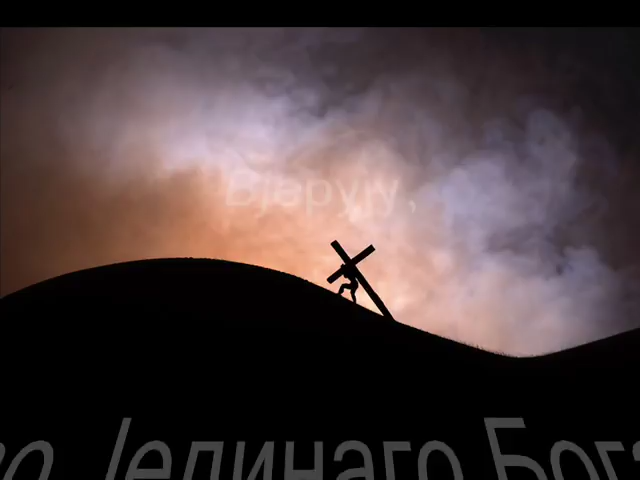 Вјерују,
Јединаго Бога